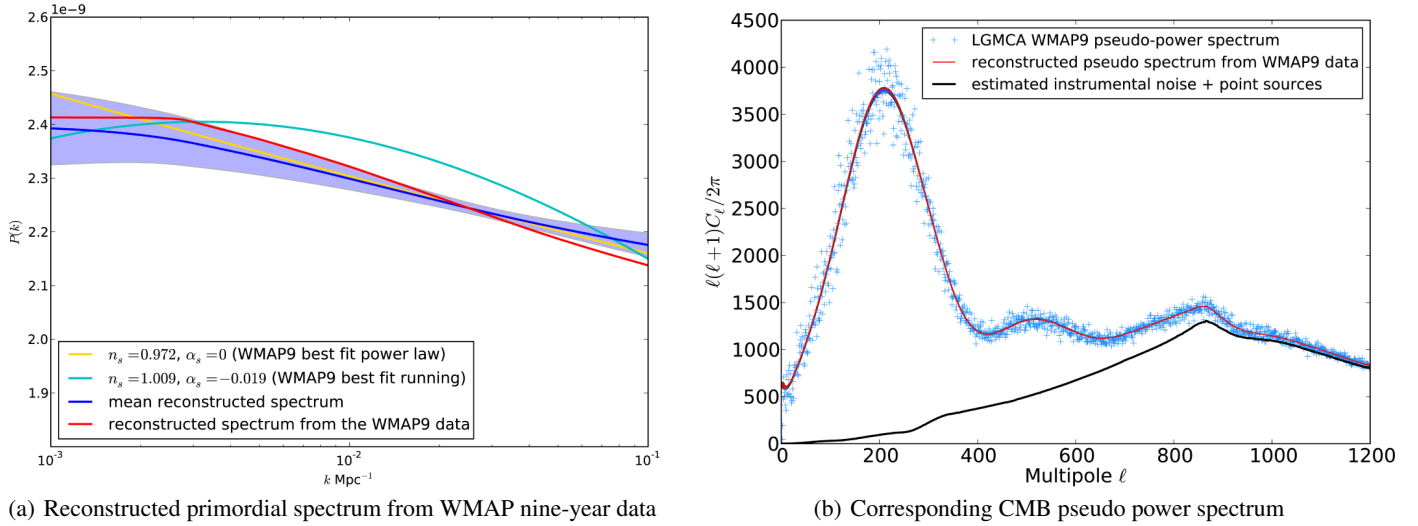 2.6 1e−9
2.5
2.4
2.3
2.2
2.1
2.0
1.9
P(k)
10^-3
10^-2
10^-1
k Mpc^-1
n_s =0.972, α_s =0 (WMAP9 best fit power law)
n_s =1.009, α_s =−0.019 (WMAP9 best fit running)
mean reconstructed spectrum
reconstructed spectrum from the WMAP9 data
(a) Reconstructed primordial spectrum from WMAP nine-year data
4500
4000
3500
3000
2500
2000
1500
1000
500
0
ℓ(ℓ+1)C_ℓ/2π
0 200 400 600 800 1000 1200
Multipole ℓ
LGMCA WMAP9 pseudo-power spectrum
reconstructed pseudo spectrum from WMAP9 data
estimated instrumental noise + point sources
(b) Corresponding CMB pseudo power spectrum